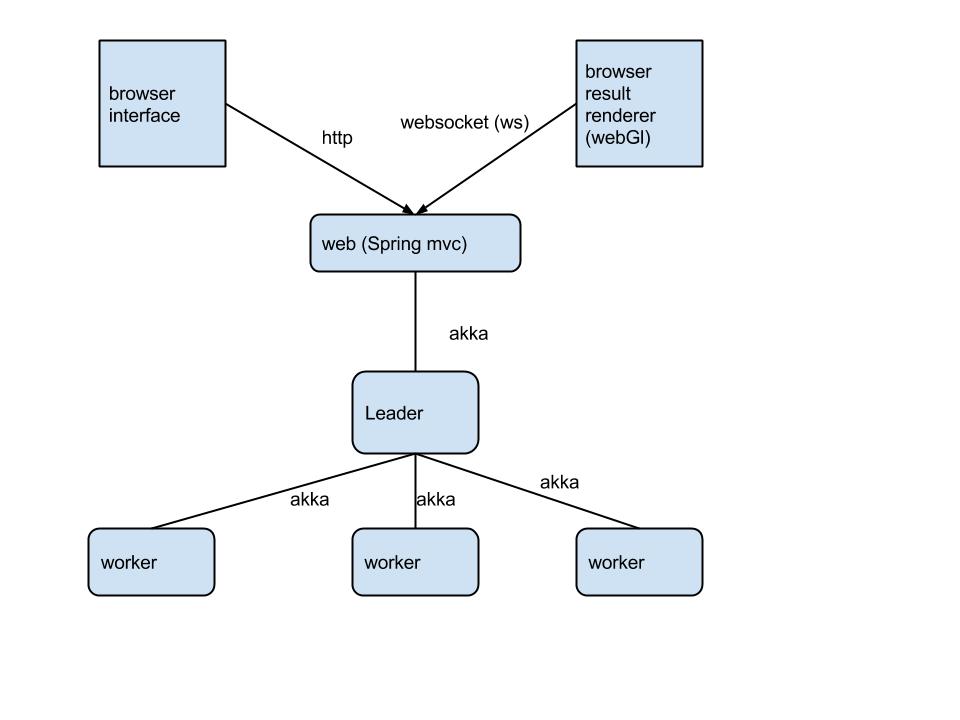 browser
interface
browser
result
renderer
(webGl)
http
websocket (ws)
web (Spring mvc)
akka
Leader
akka
akka
akka
worker
worker
worker